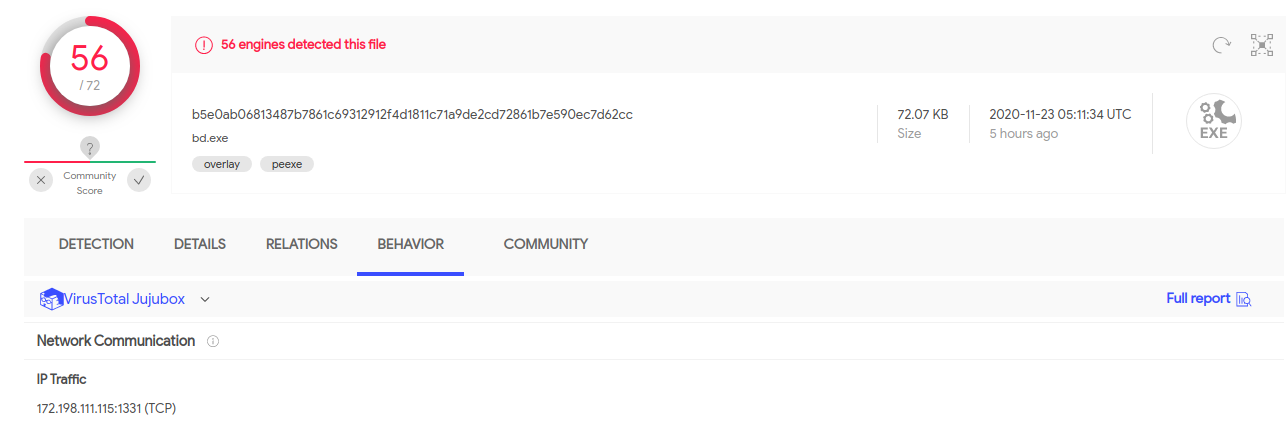 56
/ 72
?
Community
Score
56 engines detected this file
b5e0ab06813487b7861c69312912f4d1811c71a9de2cd72861b7e590ec7d62cc
bd.exe
overlay peexe
72.07 KB
Size
2020-11-23 05:11:34 UTC
5 hours ago
EXE
DETECTION DETAILS RELATIONS BEHAVIOR COMMUNITY
VirusTotal Jujubox
Full report
Network Communication
IP Traffic
172.198.111.115:1331 (TCP)